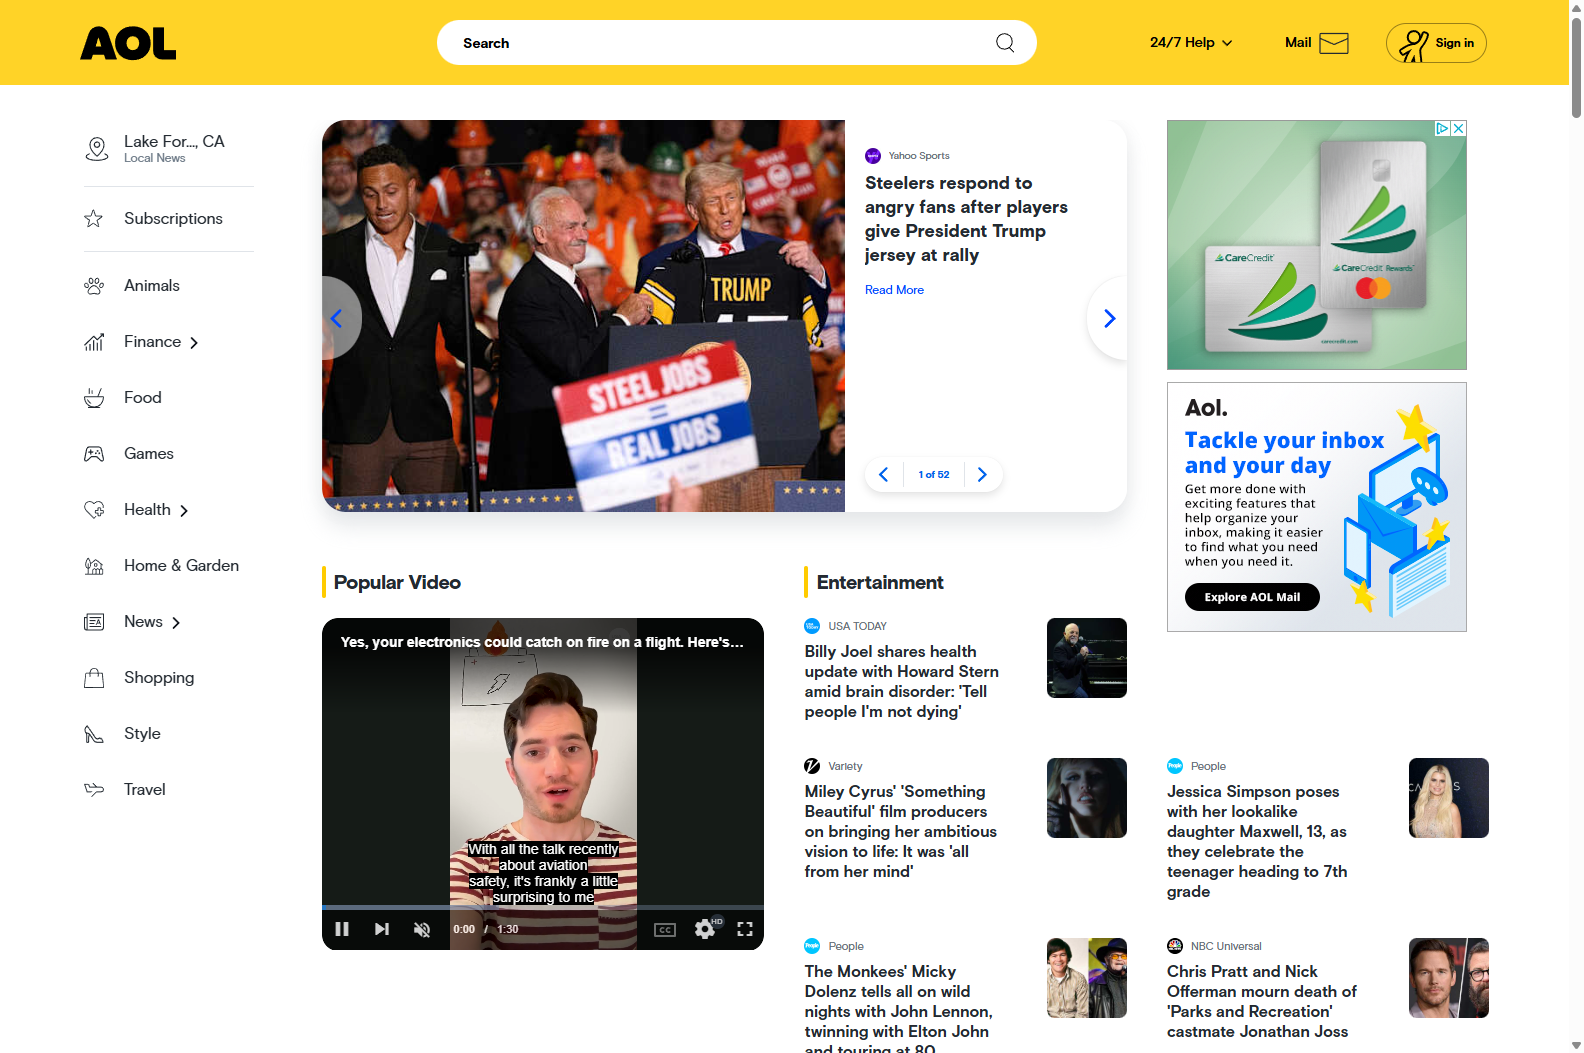 AOL
Search
24/7 Help
Mail
Sign in
Lake For..., CA
Local News
Subscriptions
Animals
Finance
Food
Games
Health
Home & Garden
News
Shopping
Style
Travel
TRUMP
STEEL JOBS
=
REAL JOBS
Yahoo Sports
Steelers respond to
angry fans after players
give President Trump
jersey at rally
Read More
1 of 52
CareCredit
CareCredit Rewards
carecredit.com
Aol.
Tackle your inbox
and your day
Get more done with
exciting features that
help organize your
inbox, making it easier
to find what you need
when you need it.
Explore AOL Mail
Popular Video
Yes, your electronics could catch on fire on a flight. Here's...
With all the talk recently
about aviation
safety, it's frankly a little
surprising to me
0:00 / 1:30
CC
HD
Entertainment
USA TODAY
Billy Joel shares health
update with Howard Stern
amid brain disorder: 'Tell
people I'm not dying'
Variety
Miley Cyrus' 'Something
Beautiful' film producers
on bringing her ambitious
vision to life: It was 'all
from her mind'
People
Jessica Simpson poses
with her lookalike
daughter Maxwell, 13, as
they celebrate the
teenager heading to 7th
grade
People
The Monkees' Micky
Dolenz tells all on wild
nights with John Lennon,
twinning with Elton John
and touring at 80
NBC Universal
Chris Pratt and Nick
Offerman mourn death of
'Parks and Recreation'
castmate Jonathan Joss